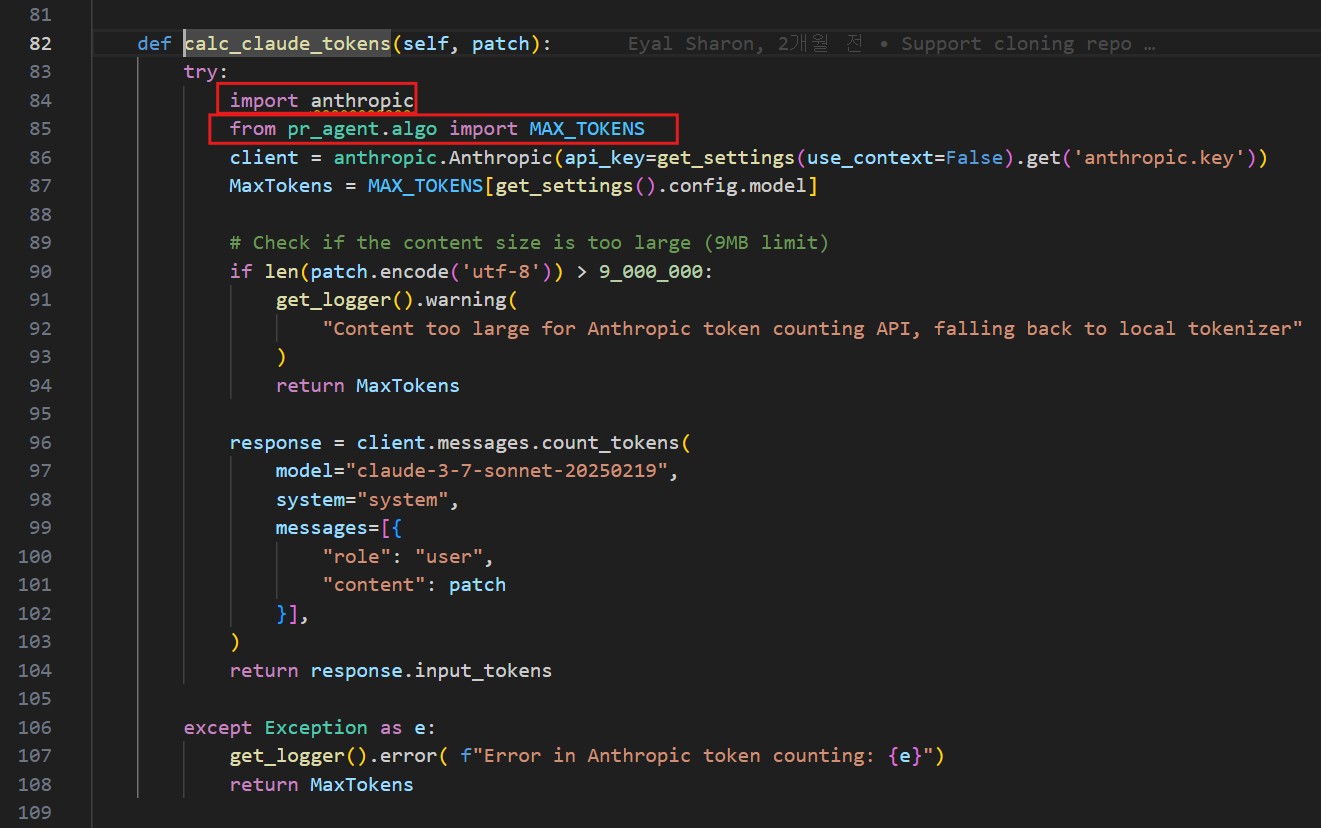 81
82 def calc_claude_tokens(self, patch): Eyal Sharon, 2개월 전 • Support cloning repo …
83 try:
84 import anthropic
85 from pr_agent.algo import MAX_TOKENS
86 client = anthropic.Anthropic(api_key=get_settings(use_context=False).get('anthropic.key'))
87 MaxTokens = MAX_TOKENS[get_settings().config.model]
88
89 # Check if the content size is too large (9MB limit)
90 if len(patch.encode('utf-8')) > 9_000_000:
91 get_logger().warning(
92 "Content too large for Anthropic token counting API, falling back to local tokenizer"
93 )
94 return MaxTokens
95
96 response = client.messages.count_tokens(
97 model="claude-3-7-sonnet-20250219",
98 system="system",
99 messages=[{
100 "role": "user",
101 "content": patch
102 }],
103 )
104 return response.input_tokens
105
106 except Exception as e:
107 get_logger().error( f"Error in Anthropic token counting: {e}")
108 return MaxTokens
109